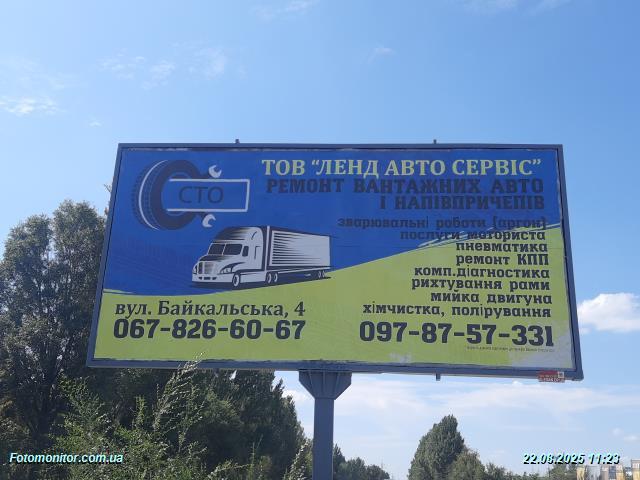 ТОВ "ЛЕНД АВТО СЕРВІС"
СТО
РЕМОНТ ВАНТАЖНИХ АВТО
І НАПІВПРИЧЕПІВ
зварювальні роботи (аргон)
послуги моториста
пневматика
ремонт КПП
комп.діагностика
рихтування рами
мийка двигуна
хімчистка, полірування
вул. Байкальська, 4
067-826-60-67
097-87-57-331
Fotomonitor.com.ua
22.08.2025 11:23